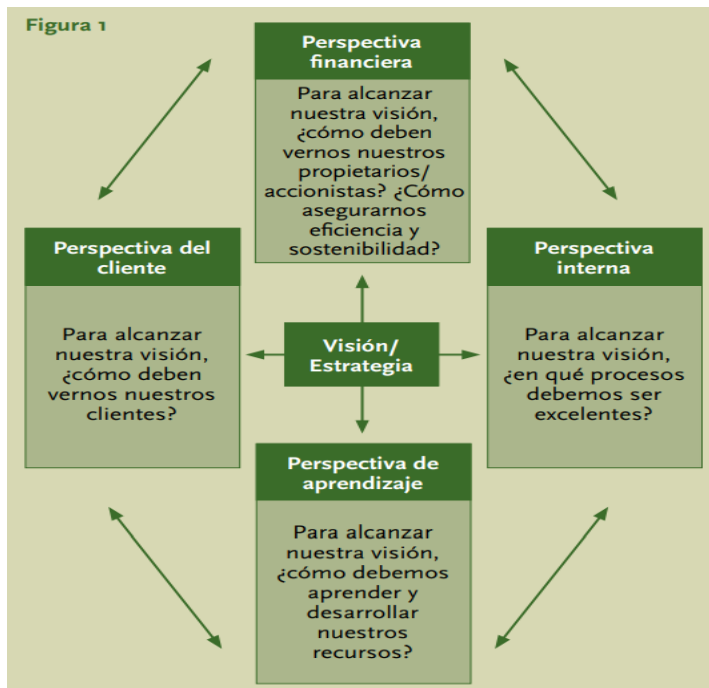 Figura 1
Perspectiva
financiera
Para alcanzar
nuestra visión,
¿cómo deben
vernos nuestros
propietarios/
accionistas? ¿Cómo
asegurarnos
eficiencia y
sostenibilidad?
Perspectiva del
cliente
Para alcanzar
nuestra visión,
¿cómo deben
vernos nuestros
clientes?
Visión/
Estrategia
Perspectiva
interna
Para alcanzar
nuestra visión,
¿en qué procesos
debemos ser
excelentes?
Perspectiva de
aprendizaje
Para alcanzar
nuestra visión,
¿cómo debemos
aprender y
desarrollar
nuestros
recursos?